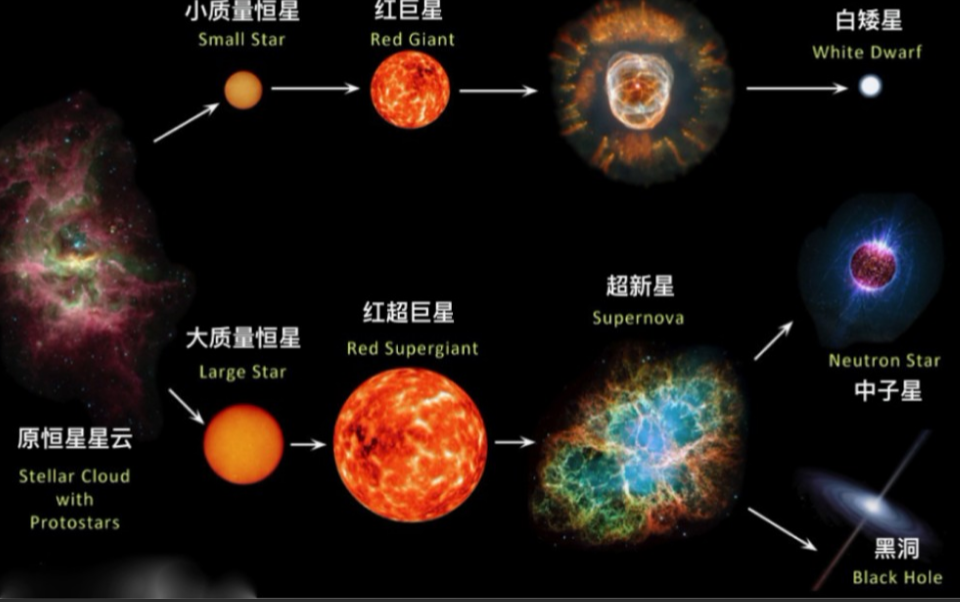 小质量恒星
Small Star
红巨星
Red Giant
白矮星
White Dwarf
原恒星星云
Stellar Cloud
with
Protostars
大质量恒星
Large Star
红超巨星
Red Supergiant
超新星
Supernova
Neutron Star
中子星
黑洞
Black Hole